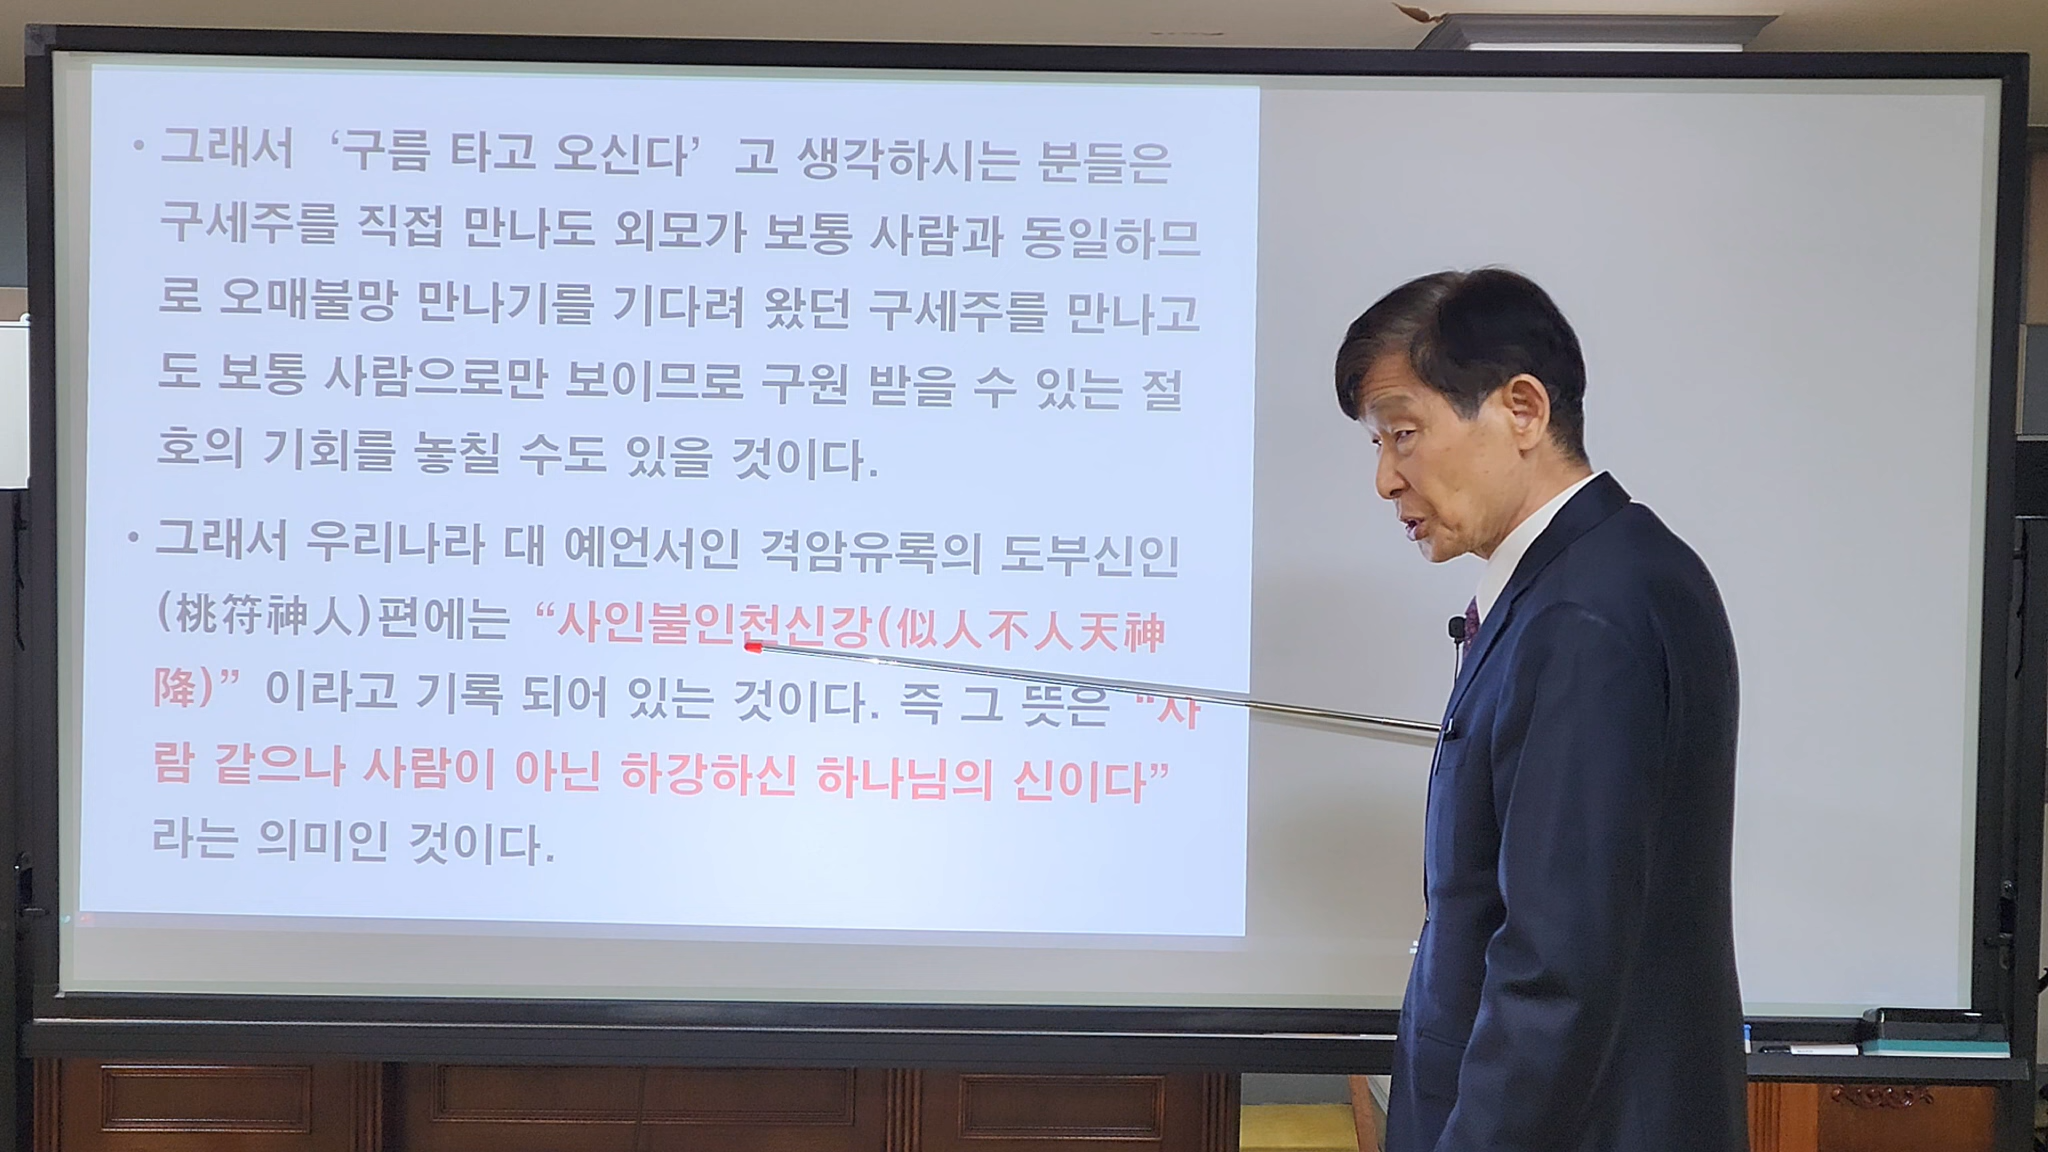 • 그래서 ‘구름 타고 오신다’ 고 생각하시는 분들은
구세주를 직접 만나도 외모가 보통 사람과 동일하므
로 오매불망 만나기를 기다려 왔던 구세주를 만나고
도 보통 사람으로만 보이므로 구원 받을 수 있는 절
호의 기회를 놓칠 수도 있을 것이다.
• 그래서 우리나라 대 예언서인 격암유록의 도부신인
(桃符神人)편에는 “사인불인천신강(似人不人天神
降)” 이라고 기록 되어 있는 것이다. 즉 그 뜻은 “사
람 같으나 사람이 아닌 하강하신 하나님의 신이다”
라는 의미인 것이다.